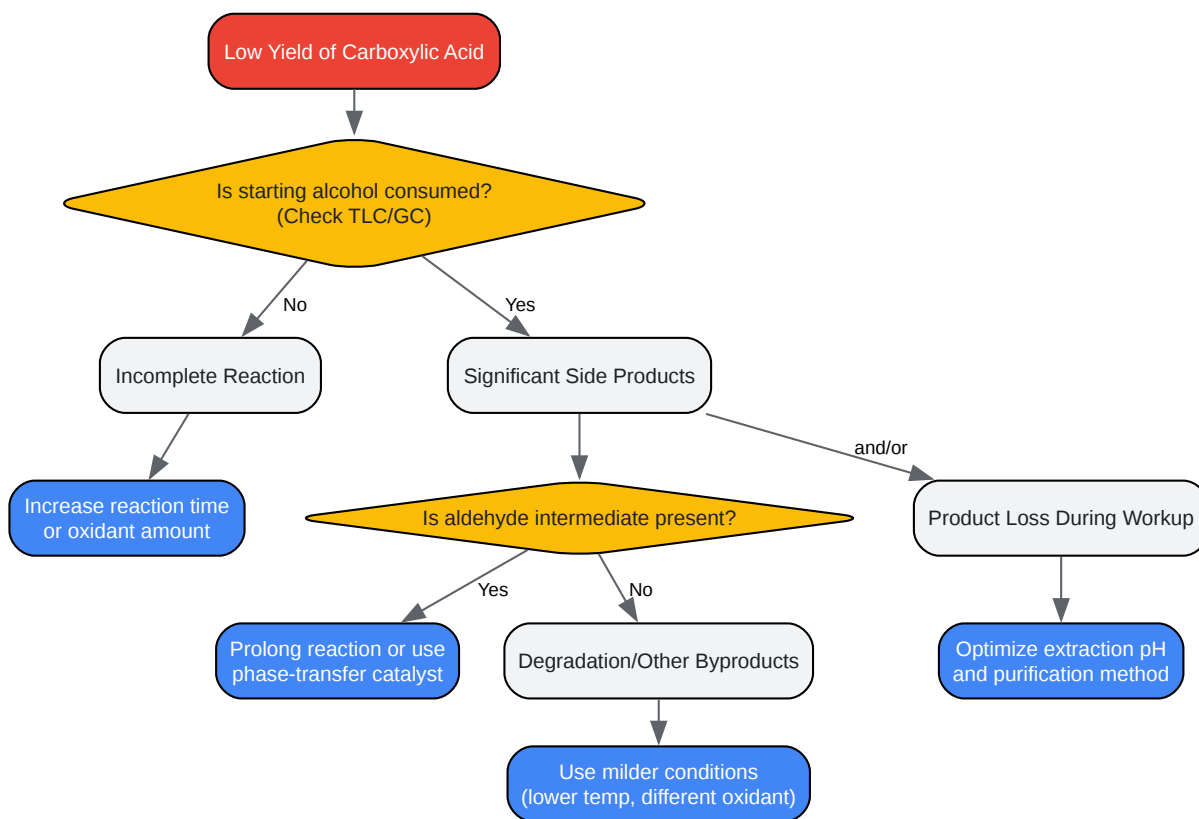 Low Yield of Carboxylic Acid
Is starting alcohol consumed?
(Check TLC/GC)
No
Yes
Incomplete Reaction
Significant Side Products
and/or
Increase reaction time
or oxidant amount
Is aldehyde intermediate present?
Product Loss During Workup
Yes
No
Prolong reaction or use
phase-transfer catalyst
Degradation/Other Byproducts
Optimize extraction pH
and purification method
Use milder conditions
(lower temp, different oxidant)